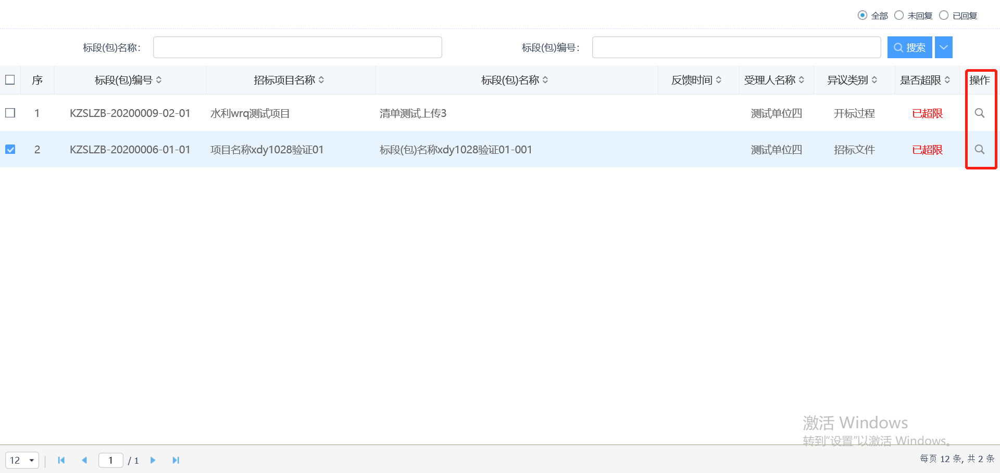 全部 未回复 已回复
标段(包)名称： 标段(包)编号： 搜索
序 标段(包)编号 招标项目名称 标段(包)名称 反馈时间 受理人名称 异议类别 是否超限 操作
1 KZSLZB-20200009-02-01 水利wrq测试项目 清单测试上传3 测试单位四 开标过程 已超限
2 KZSLZB-20200006-01-01 项目名称xdy1028验证01 标段(包)名称xdy1028验证01-001 测试单位四 招标文件 已超限
激活 Windows
转到“设置”以激活 Windows。
12 1 / 1 每页 12 条, 共 2 条